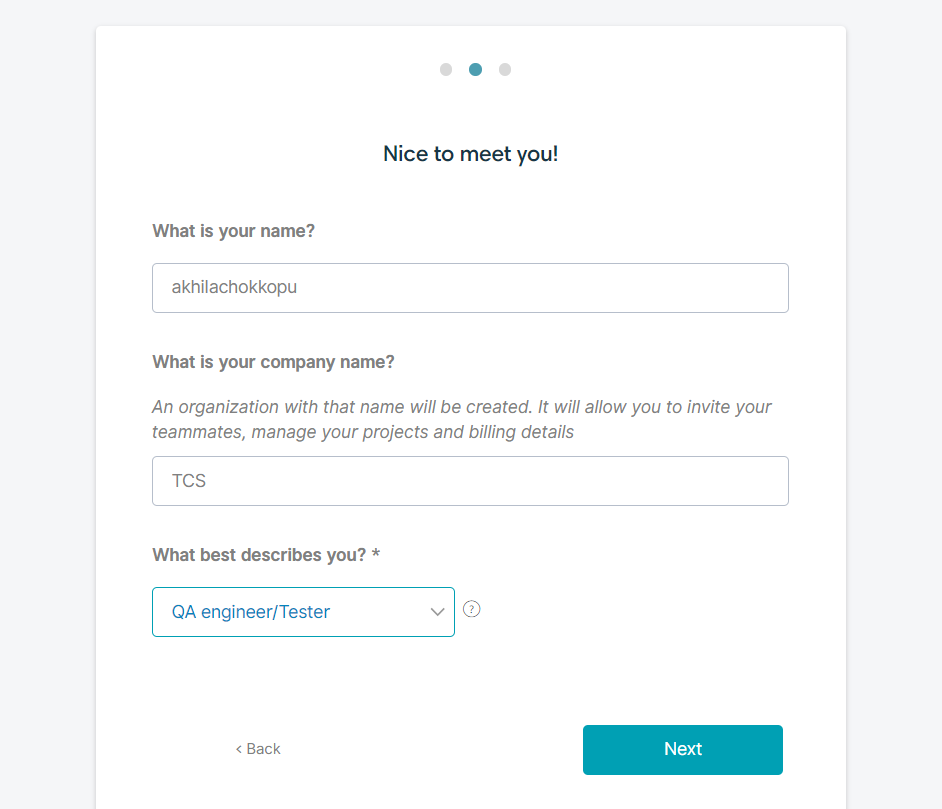 Nice to meet you!
What is your name?
akhilachokkopu
What is your company name?
An organization with that name will be created. It will allow you to invite your
teammates, manage your projects and billing details
TCS
What best describes you? *
QA engineer/Tester ?
< Back Next